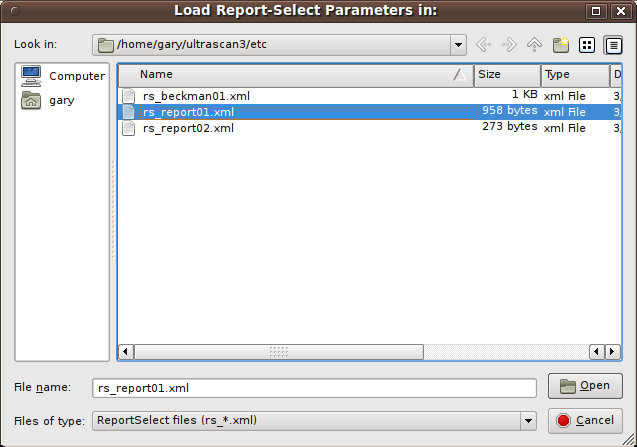 Load Report-Select Parameters in:
Look in: /home/gary/ultrascan3/etc
Computer
gary
Name Size Type D
rs_beckman01.xml 1 KB xml File 3,
rs_report01.xml 958 bytes xml File 3,
rs_report02.xml 273 bytes xml File 3,
File name: rs_report01.xml Open
Files of type: ReportSelect files (rs_*.xml) Cancel